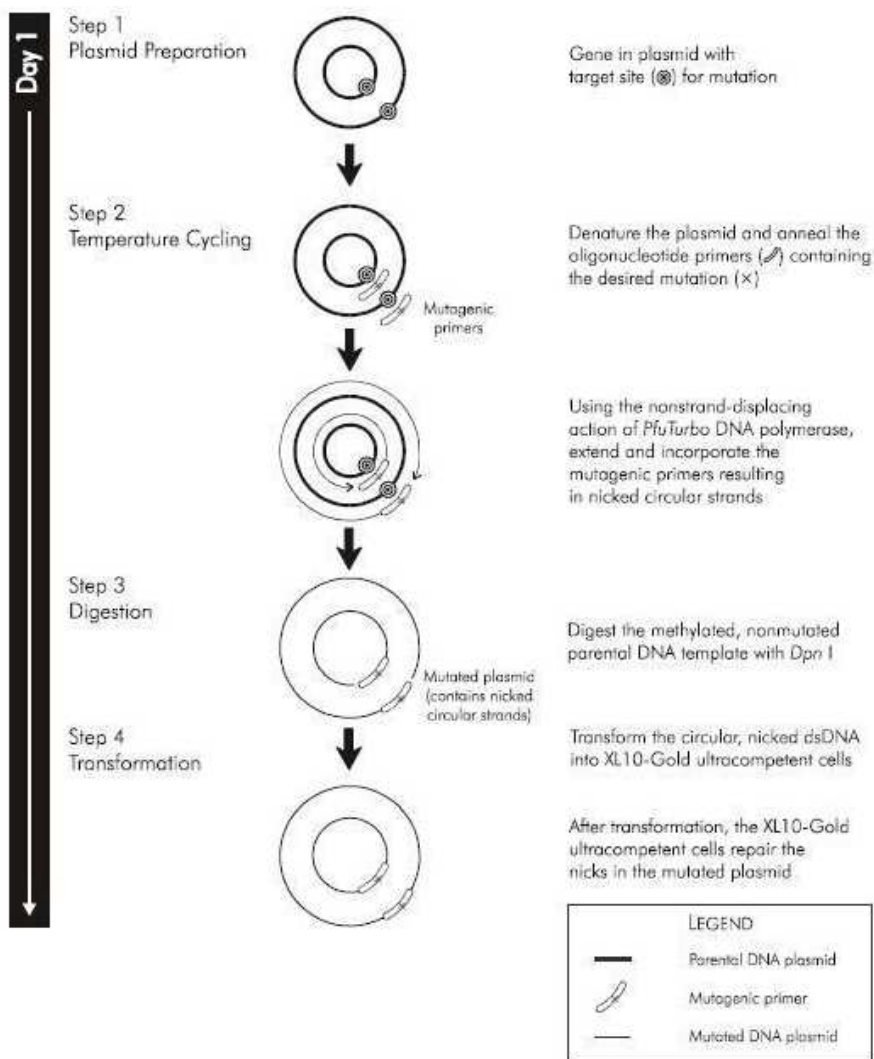 Day 1
Step 1
Plasmid Preparation
Gene in plasmid with
target site ( ) for mutation
Step 2
Temperature Cycling
Denature the plasmid and anneal the
oligonucleotide primers ( ) containing
the desired mutation (×)
Mutagenic
primers
Using the nonstrand-displacing
action of PfuTurbo DNA polymerase,
extend and incorporate the
mutagenic primers resulting
in nicked circular strands
Step 3
Digestion
Digest the methylated, nonmutated
parental DNA template with Dpn I
Mutated plasmid
(contains nicked
circular strands)
Step 4
Transformation
Transform the circular, nicked dsDNA
into XL10-Gold ultracompetent cells
After transformation, the XL10-Gold
ultracompetent cells repair the
nicks in the mutated plasmid
LEGEND
Parental DNA plasmid
Mutagenic primer
Mutated DNA plasmid